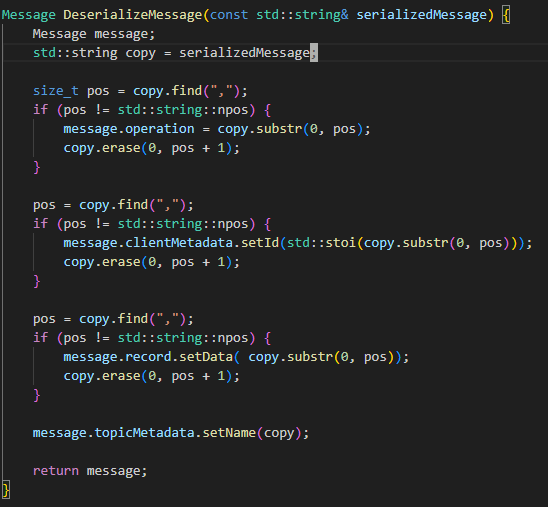 Message DeserializeMessage(const std::string& serializedMessage) {
    Message message;
    std::string copy = serializedMessage;

    size_t pos = copy.find(",");
    if (pos != std::string::npos) {
        message.operation = copy.substr(0, pos);
        copy.erase(0, pos + 1);
    }

    pos = copy.find(",");
    if (pos != std::string::npos) {
        message.clientMetadata.setId(std::stoi(copy.substr(0, pos)));
        copy.erase(0, pos + 1);
    }

    pos = copy.find(",");
    if (pos != std::string::npos) {
        message.record.setData( copy.substr(0, pos));
        copy.erase(0, pos + 1);
    }

    message.topicMetadata.setName(copy);

    return message;
}